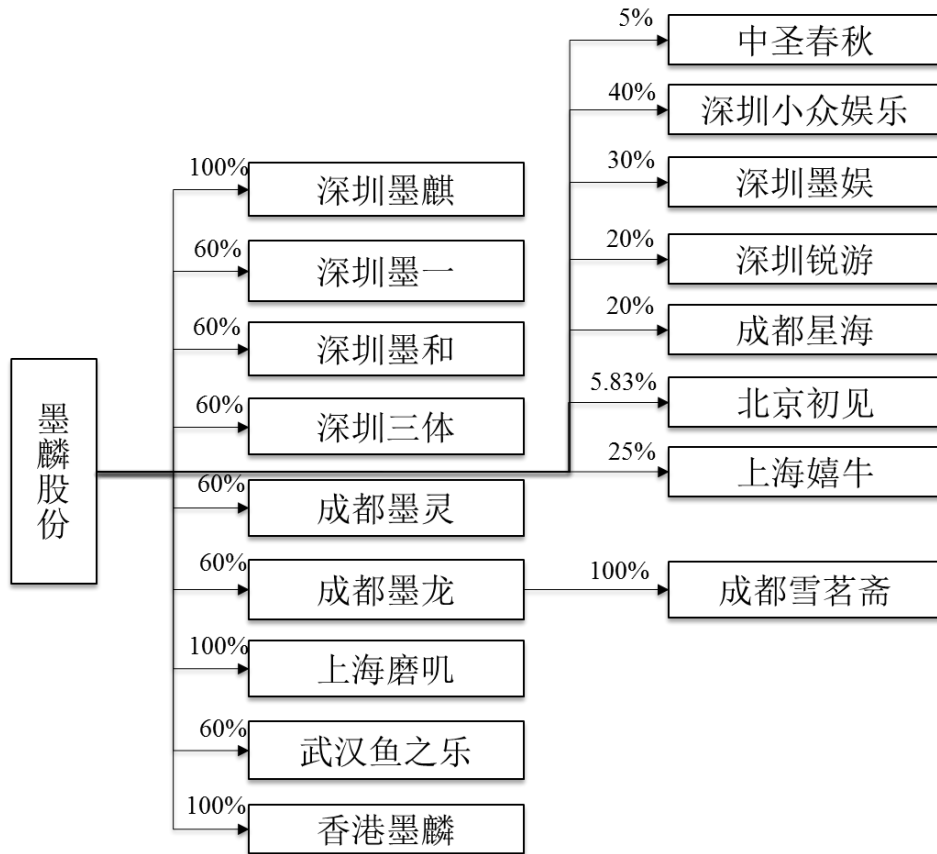 墨麟股份
100%
深圳墨麒
60%
深圳墨一
60%
深圳墨和
60%
深圳三体
60%
成都墨灵
60%
成都墨龙
100%
上海磨叽
60%
武汉鱼之乐
100%
香港墨麟
5%
中圣春秋
40%
深圳小众娱乐
30%
深圳墨娱
20%
深圳锐游
20%
成都星海
5.83%
北京初见
25%
上海嬉牛
100%
成都雪茗斋